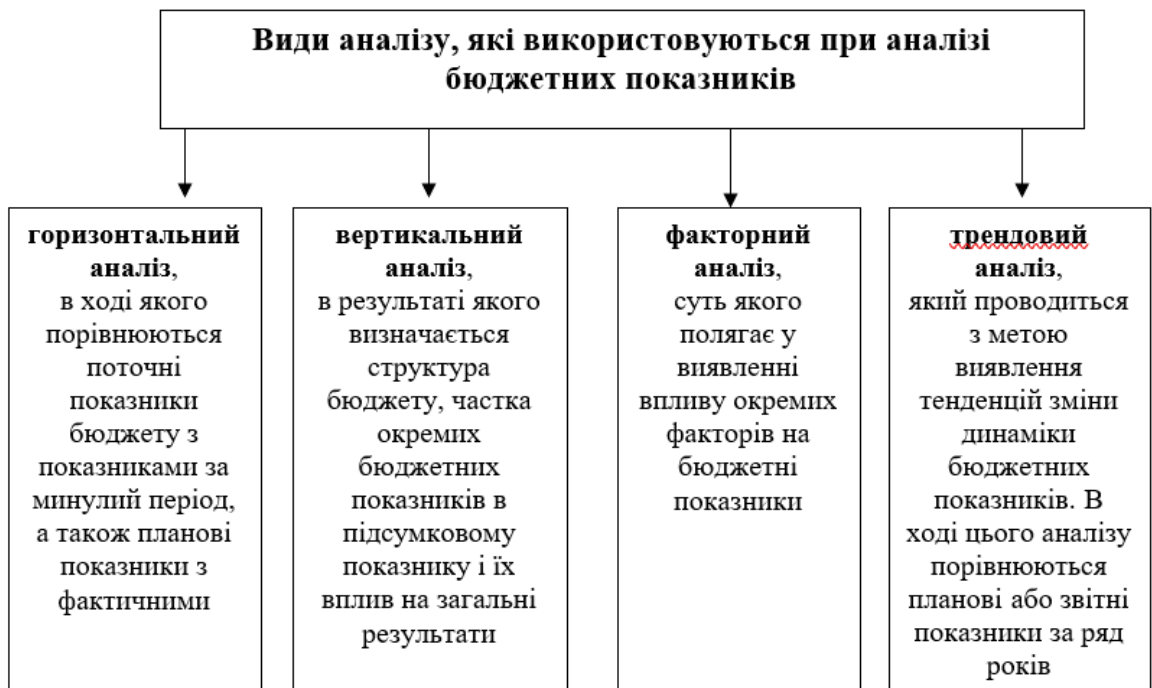 Види аналізу, які використовуються при аналізі
бюджетних показників
горизонтальний
аналіз,
в ході якого
порівнюються
поточні
показники
бюджету з
показниками за
минулий період,
а також планові
показники з
фактичними
вертикальний
аналіз,
в результаті якого
визначається
структура
бюджету, частка
окремих
бюджетних
показників в
підсумковому
показнику і їх
вплив на загальні
результати
факторний
аналіз,
суть якого
полягає у
виявленні
впливу окремих
факторів на
бюджетні
показники
трендовий
аналіз,
який проводиться
з метою
виявлення
тенденцій зміни
динаміки
бюджетних
показників. В
ході цього аналізу
порівнюються
планові або звітні
показники за ряд
років